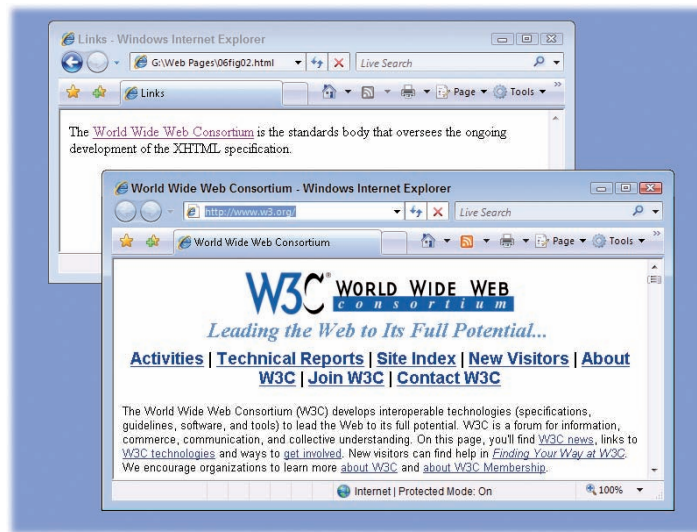 Links - Windows Internet Explorer
G:\Web Pages\06fig02.html
Live Search
Links
Page
Tools
The World Wide Web Consortium is the standards body that oversees the ongoing
development of the XHTML specification.
World Wide Web Consortium - Windows Internet Explorer
http://www.w3.org/
Live Search
World Wide Web Consortium
Page
Tools
W3C® WORLD WIDE WEB
consortium
Leading the Web to Its Full Potential...
Activities | Technical Reports | Site Index | New Visitors | About
W3C | Join W3C | Contact W3C
The World Wide Web Consortium (W3C) develops interoperable technologies (specifications,
guidelines, software, and tools) to lead the Web to its full potential. W3C is a forum for information,
commerce, communication, and collective understanding. On this page, you'll find W3C news, links to
W3C technologies and ways to get involved. New visitors can find help in Finding Your Way at W3C.
We encourage organizations to learn more about W3C and about W3C Membership.
Internet | Protected Mode: On
100%